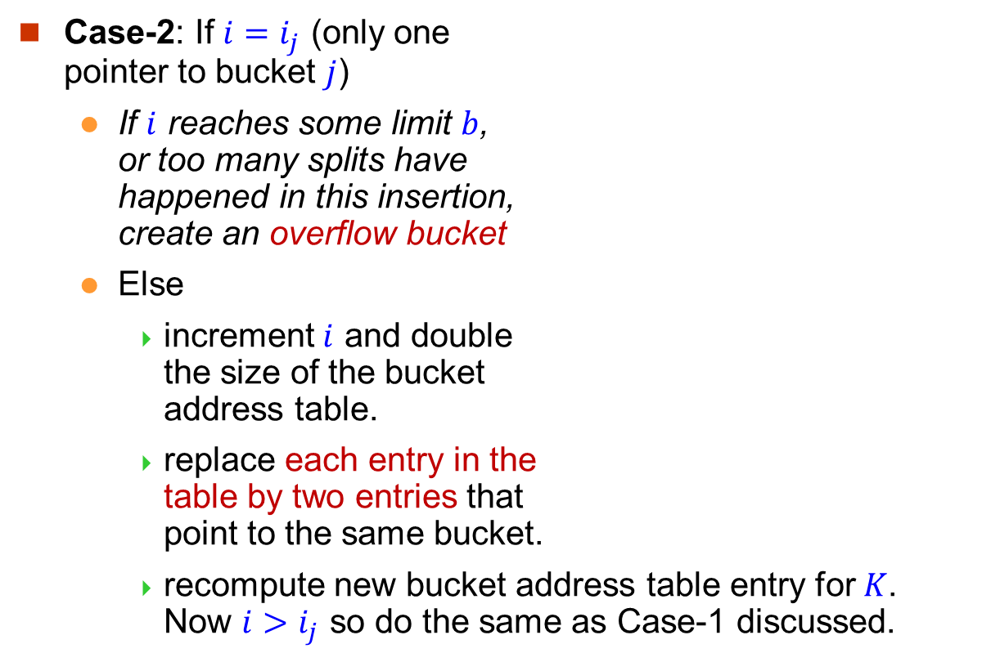 Case-2: If i = i_j (only one
pointer to bucket j)
If i reaches some limit b,
or too many splits have
happened in this insertion,
create an overflow bucket
Else
increment i and double
the size of the bucket
address table.
replace each entry in the
table by two entries that
point to the same bucket.
recompute new bucket address table entry for K.
Now i > i_j so do the same as Case-1 discussed.